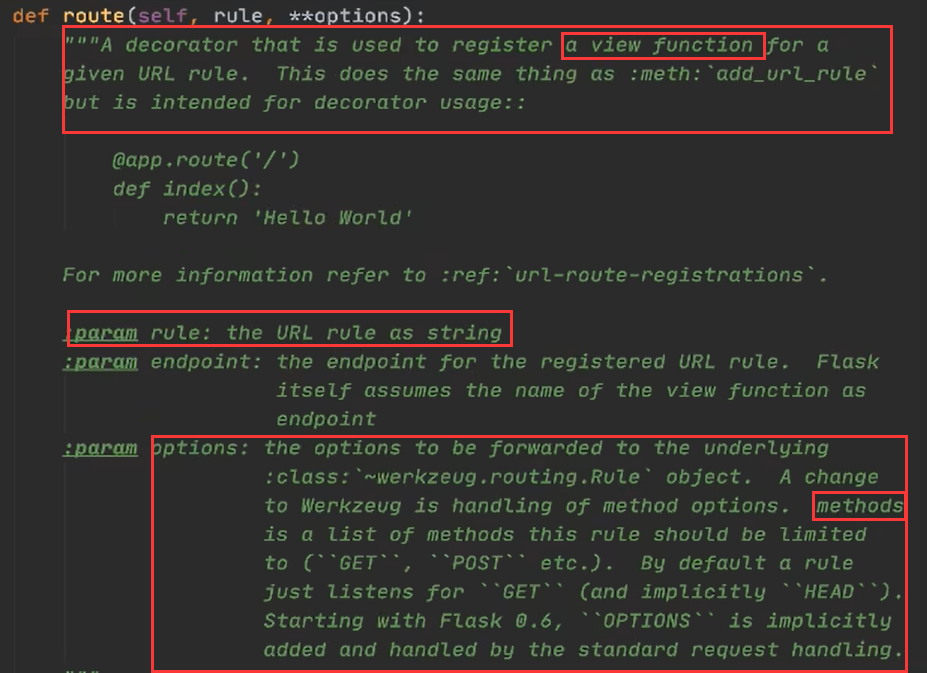 def route(self, rule, **options):
"""A decorator that is used to register a view function for a
given URL rule.  This does the same thing as :meth:`add_url_rule`
but is intended for decorator usage::
@app.route('/')
def index():
return 'Hello World'
For more information refer to :ref:`url-route-registrations`.
:param rule: the URL rule as string
:param endpoint: the endpoint for the registered URL rule.  Flask
itself assumes the name of the view function as
endpoint
:param options: the options to be forwarded to the underlying
:class:`~werkzeug.routing.Rule` object.  A change
to Werkzeug is handling of method options.  methods
is a list of methods this rule should be limited
to (``GET``, ``POST`` etc.).  By default a rule
just listens for ``GET`` (and implicitly ``HEAD``).
Starting with Flask 0.6, ``OPTIONS`` is implicitly
added and handled by the standard request handling.
"""